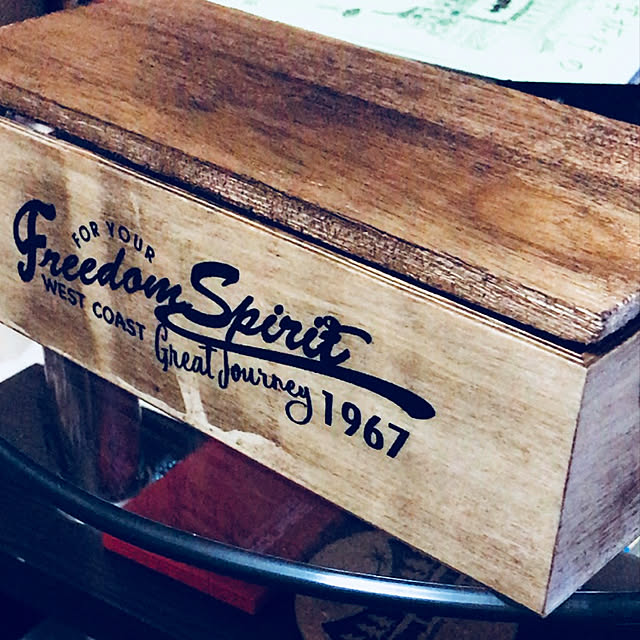 FOR YOUR
Freedom Spirit
WEST COAST Great Journey 1967